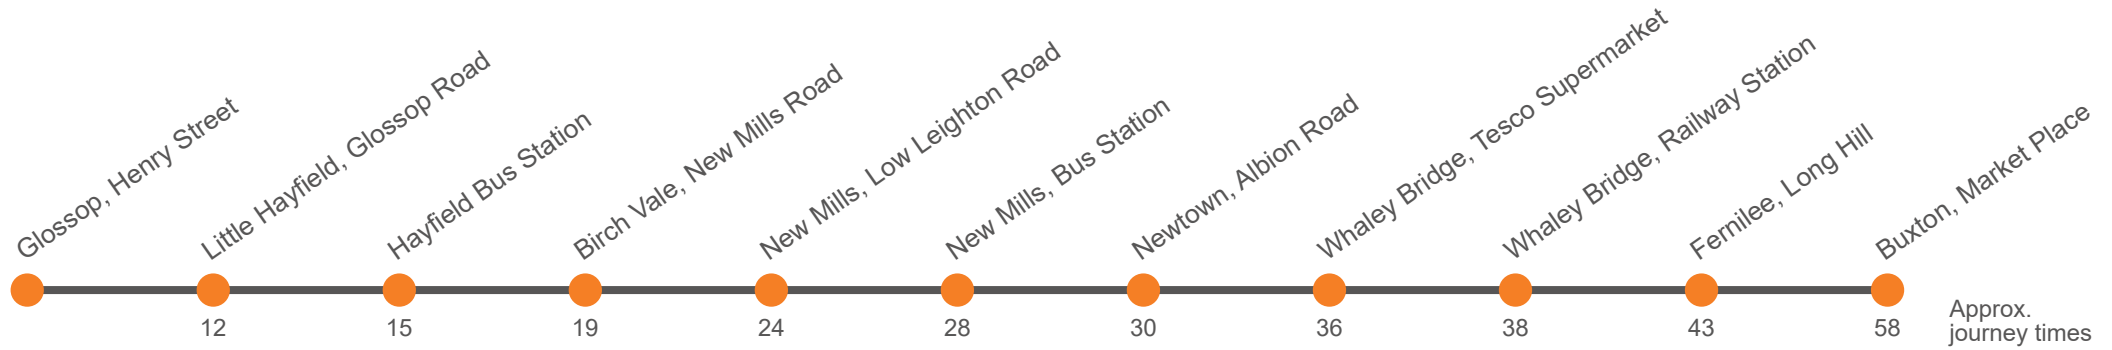 Glossop, Henry Street
Little Hayfield, Glossop Road
Hayfield Bus Station
Birch Vale, New Mills Road
New Mills, Low Leighton Road
New Mills, Bus Station
Newtown, Albion Road
Whaley Bridge, Tesco Supermarket
Whaley Bridge, Railway Station
Fernilee, Long Hill
Buxton, Market Place
12 15 19 24 28 30 36 38 43 58
Approx.
journey times